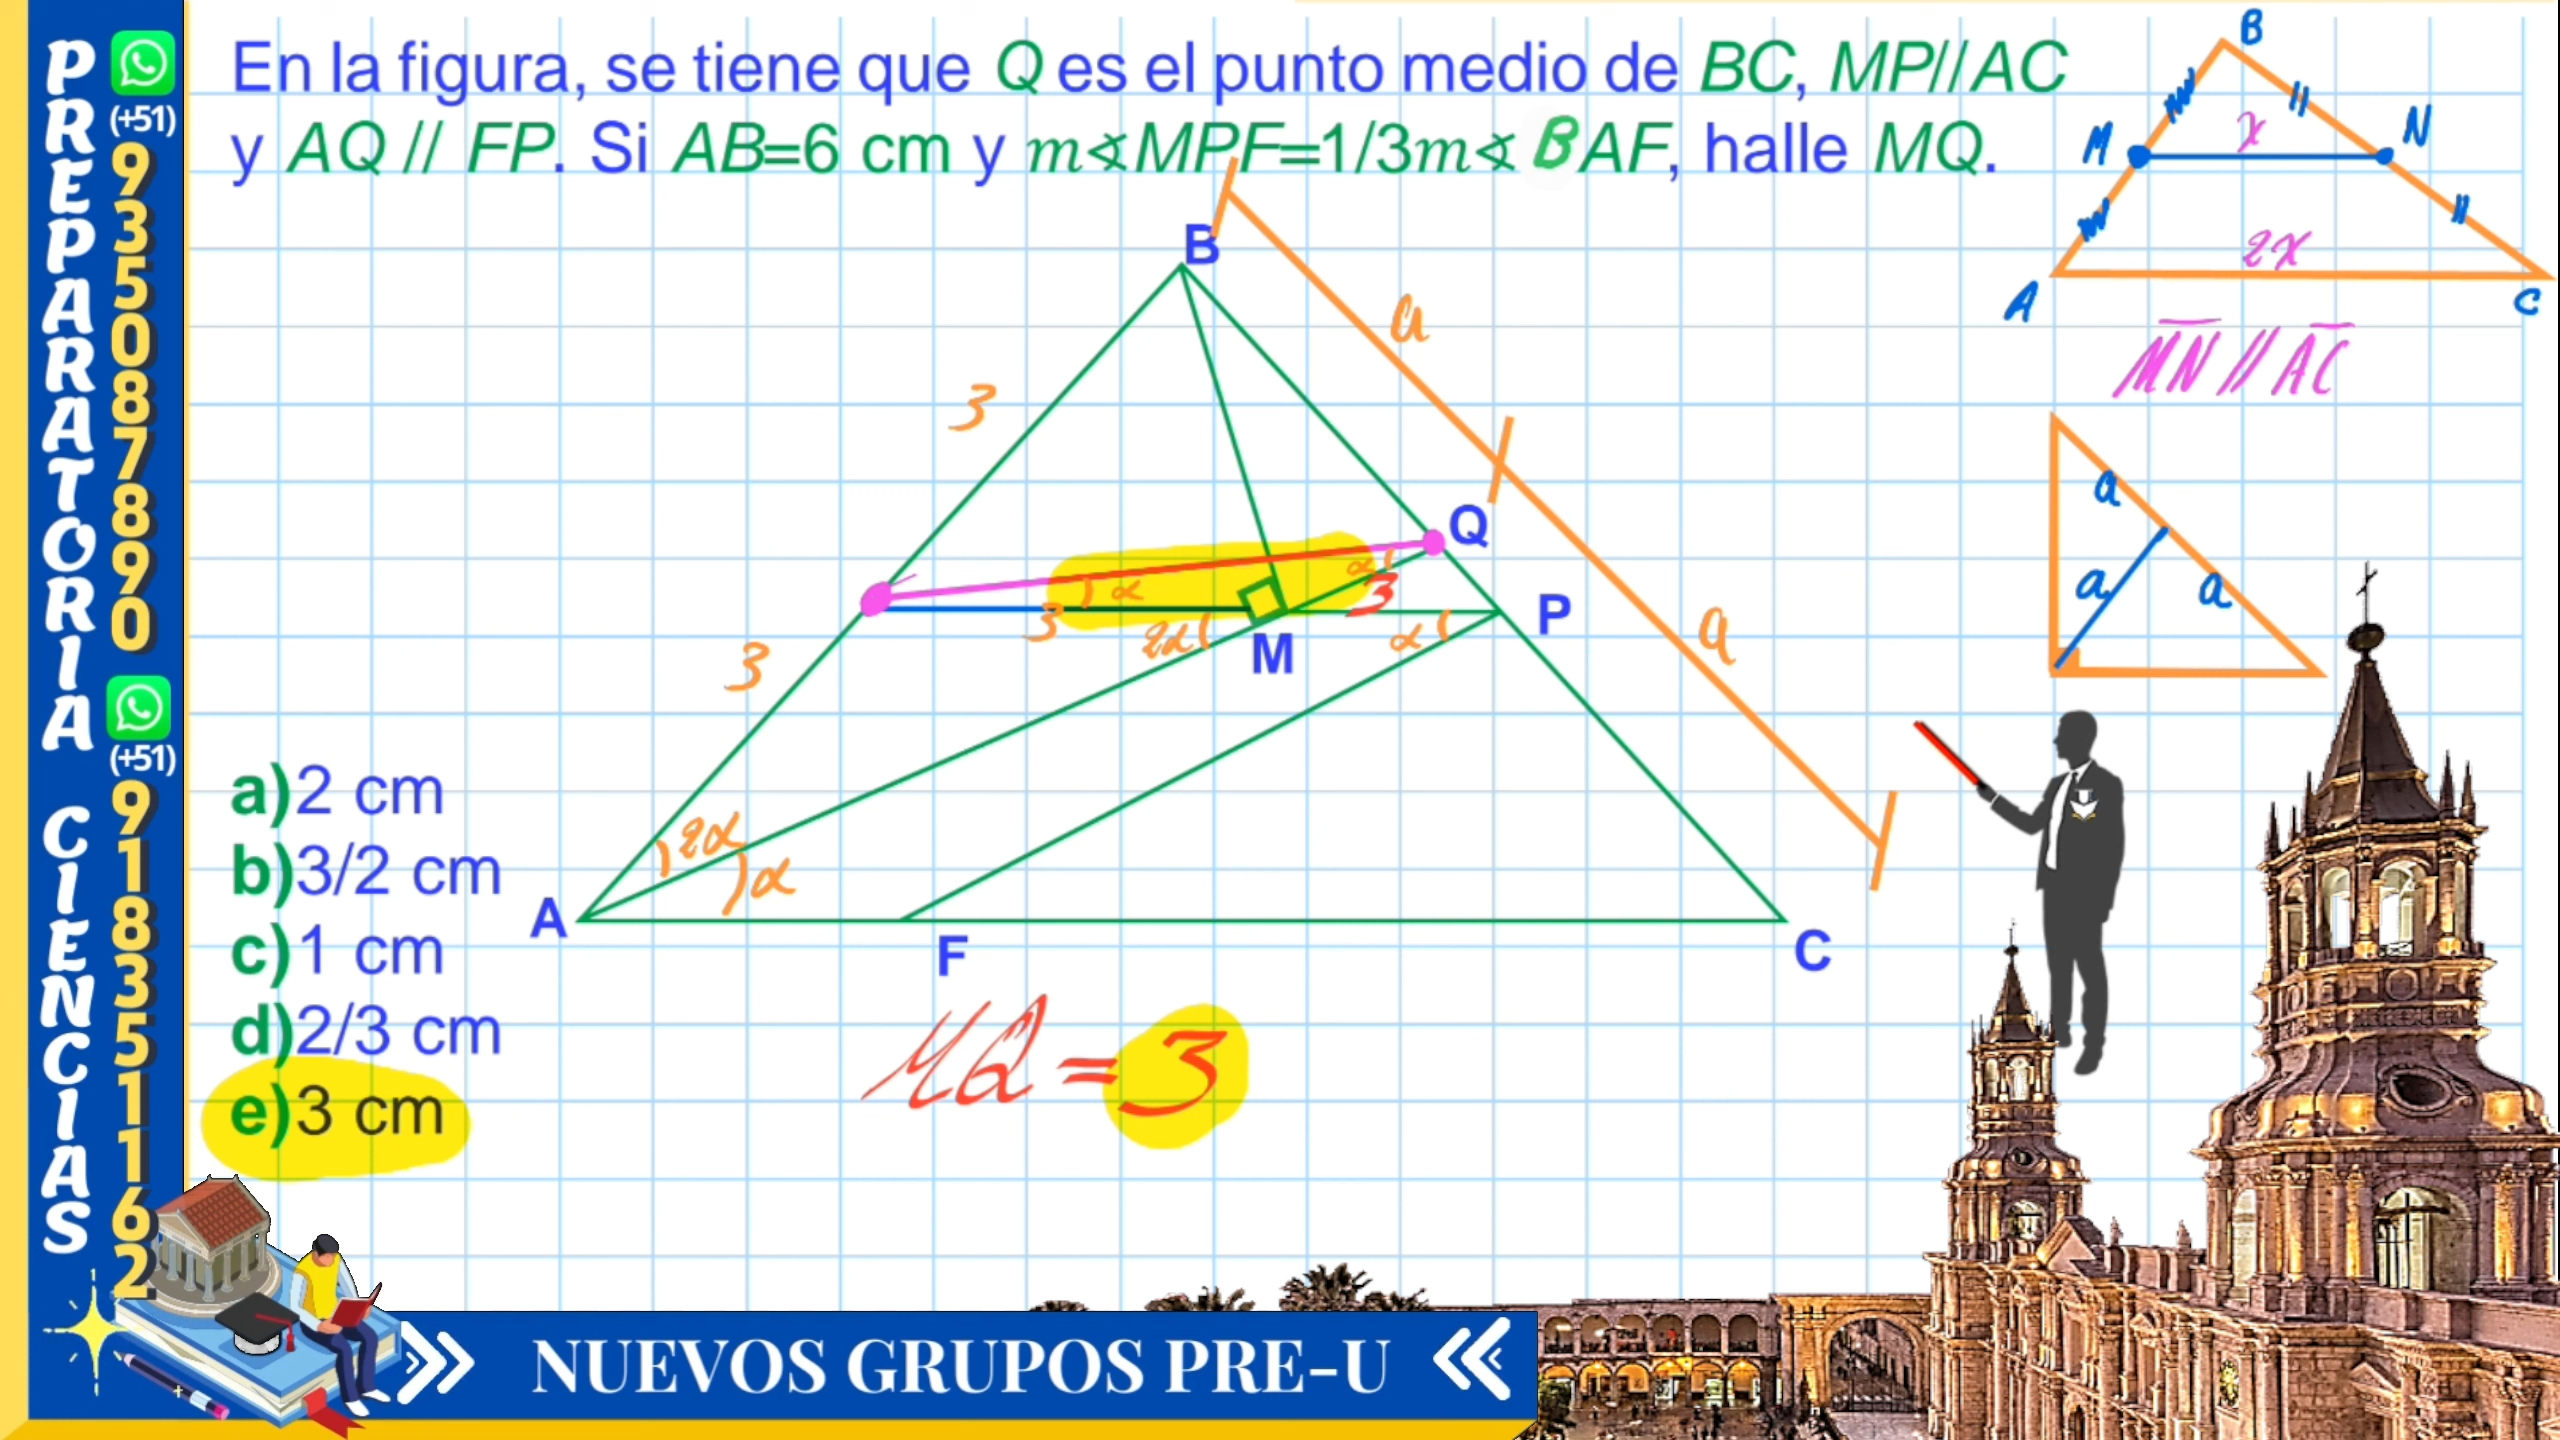 PREPARATORIA CIENCIAS
(+51)
935087890
(+51)
918351162
En la figura, se tiene que Q es el punto medio de BC, MP//AC
y AQ // FP. Si AB=6 cm y m∢MPF=1/3m∢BAF, halle MQ.
B
M
x
N
2x
A
C
MN // AC
a
a
a
B
a
3
Q
α
α
3
3
P
2α
M
α
a
3
2α
α
A
F
C
a)2 cm
b)3/2 cm
c)1 cm
d)2/3 cm
e)3 cm
MQ = 3
NUEVOS GRUPOS PRE-U